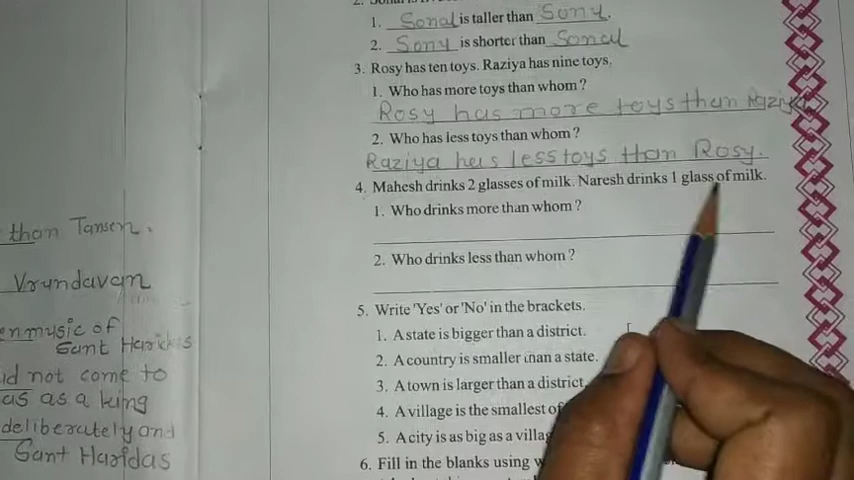 than Tansen.
Vrundavan
music of
Sant Haridas
not come to
as as a king
deliberately and
Sant Haridas
1. Sonal is taller than Sony.
2. Sony is shorter than Sonal
3. Rosy has ten toys. Raziya has nine toys.
1. Who has more toys than whom?
Rosy has more toys than Raziya.
2. Who has less toys than whom?
Raziya has less toys than Rosy.
4. Mahesh drinks 2 glasses of milk. Naresh drinks 1 glass of milk.
1. Who drinks more than whom?
2. Who drinks less than whom?
5. Write 'Yes' or 'No' in the brackets.
1. A state is bigger than a district. [
2. A country is smaller than a state.
3. A town is larger than a district.
4. A village is the smallest of
5. A city is as big as a villag
6. Fill in the blanks using w